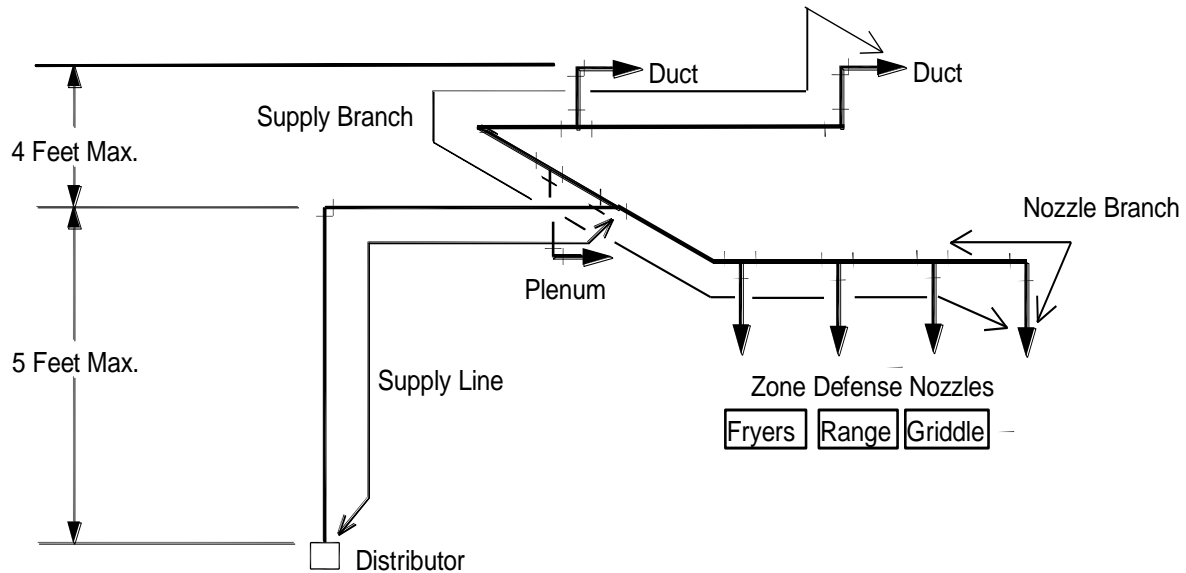 Duct
Duct
Supply Branch
4 Feet Max.
Nozzle Branch
Plenum
5 Feet Max.
Supply Line
Zone Defense Nozzles
Fryers
Range
Griddle
Distributor